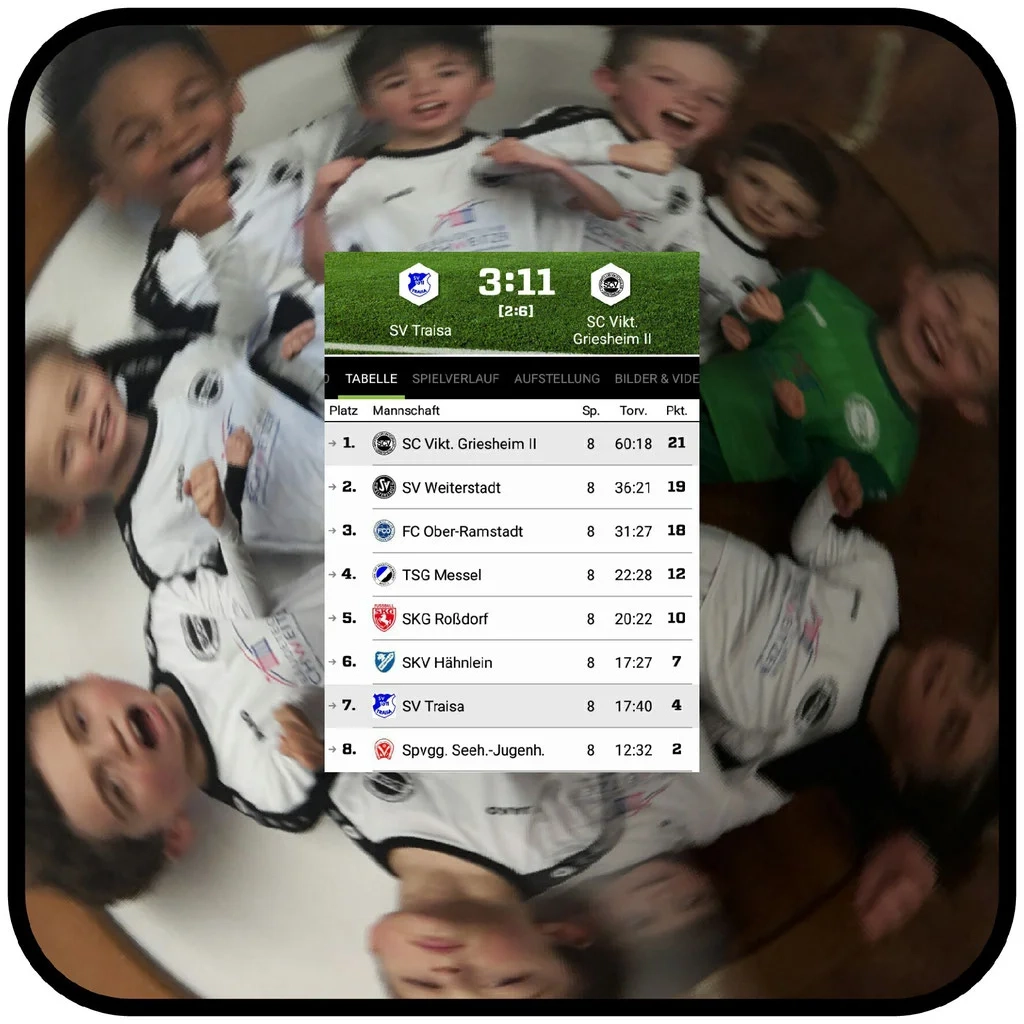 3:11
[2:6]
SV Traisa
SC Vikt.
Griesheim II
TABELLE SPIELVERLAUF AUFSTELLUNG BILDER & VIDE
Platz Mannschaft Sp. Torv. Pkt.
→ 1. SC Vikt. Griesheim II 8 60:18 21
→ 2. SV Weiterstadt 8 36:21 19
→ 3. FC Ober-Ramstadt 8 31:27 18
→ 4. TSG Messel 8 22:28 12
→ 5. SKG Roßdorf 8 20:22 10
→ 6. SKV Hähnlein 8 17:27 7
→ 7. SV Traisa 8 17:40 4
→ 8. Spvgg. Seeh.-Jugenh. 8 12:32 2